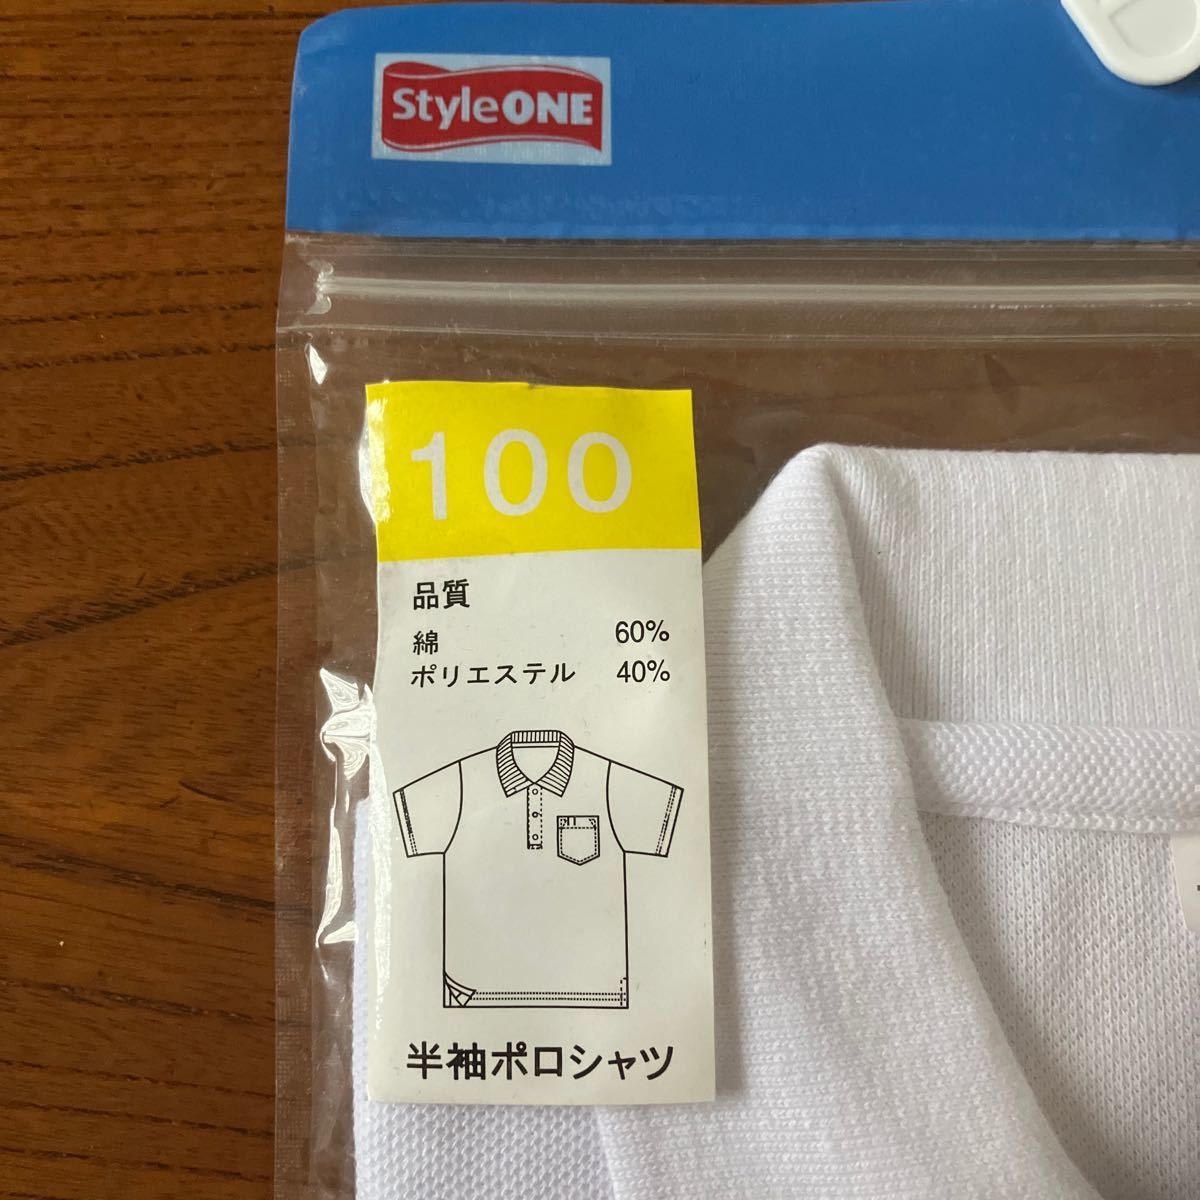 StyleONE
100
品質
綿 60%
ポリエステル 40%
半袖ポロシャツ